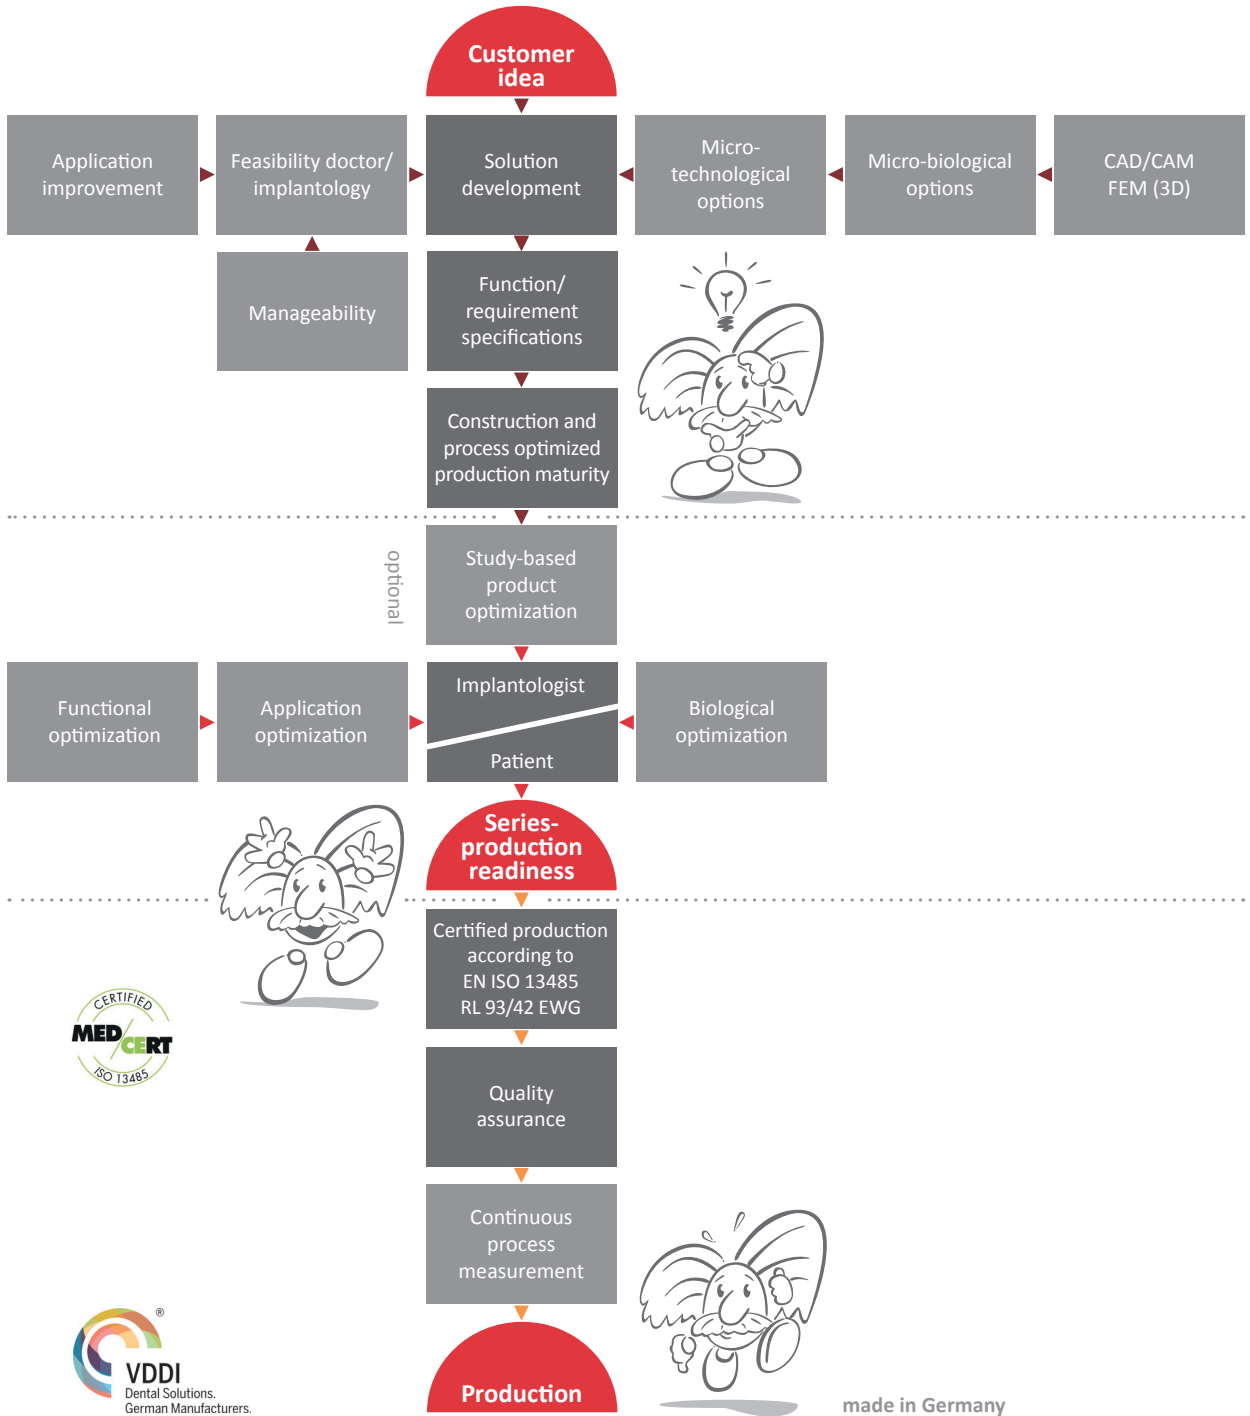 Customer
idea
Application
improvement
Feasibility doctor/
implantology
Solution
development
Micro-
technological
options
Micro-biological
options
CAD/CAM
FEM (3D)
Manageability
Function/
requirement
specifications
Construction and
process optimized
production maturity
optional
Study-based
product
optimization
Functional
optimization
Application
optimization
Implantologist
Patient
Biological
optimization
Series-
production
readiness
Certified production
according to
EN ISO 13485
RL 93/42 EWG
CERTIFIED
MED/CERT
ISO 13485
Quality
assurance
Continuous
process
measurement
®
VDDI
Dental Solutions.
German Manufacturers.
Production
made in Germany